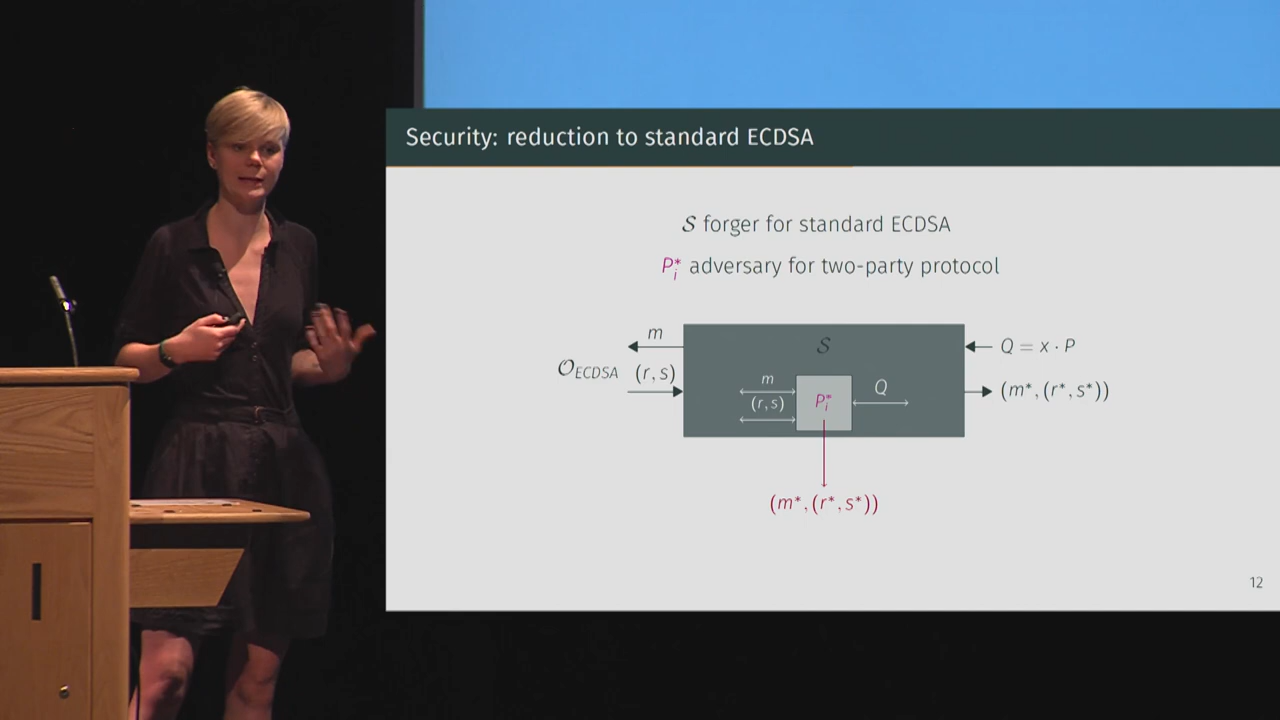 Security: reduction to standard ECDSA
𝒮 forger for standard ECDSA
P*ᵢ adversary for two-party protocol
m
𝒪ECDSA (r, s)
𝒮
m
(r, s)
P*ᵢ
Q
Q = x · P
(m*, (r*, s*))
(m*, (r*, s*))
12